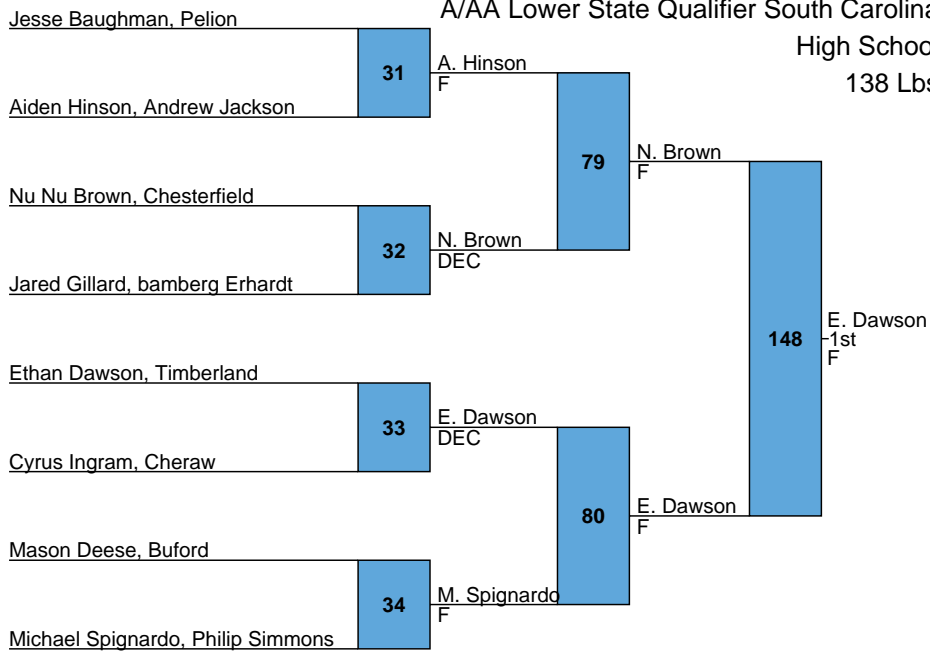 A/AA Lower State Qualifier South Carolina
High School
138 Lbs
Jesse Baughman, Pelion
31
A. Hinson
F
Aiden Hinson, Andrew Jackson
79
N. Brown
F
Nu Nu Brown, Chesterfield
32
N. Brown
DEC
Jared Gillard, bamberg Erhardt
148
E. Dawson
1st
F
Ethan Dawson, Timberland
33
E. Dawson
DEC
Cyrus Ingram, Cheraw
80
E. Dawson
F
Mason Deese, Buford
34
M. Spignardo
F
Michael Spignardo, Philip Simmons